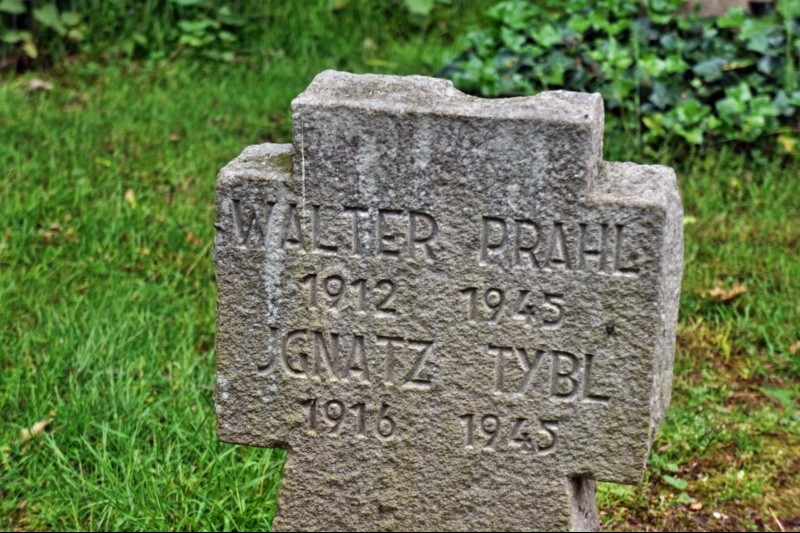 WALTER PRAHL
1912 1945
JGNATZ TYBL
1916 1945